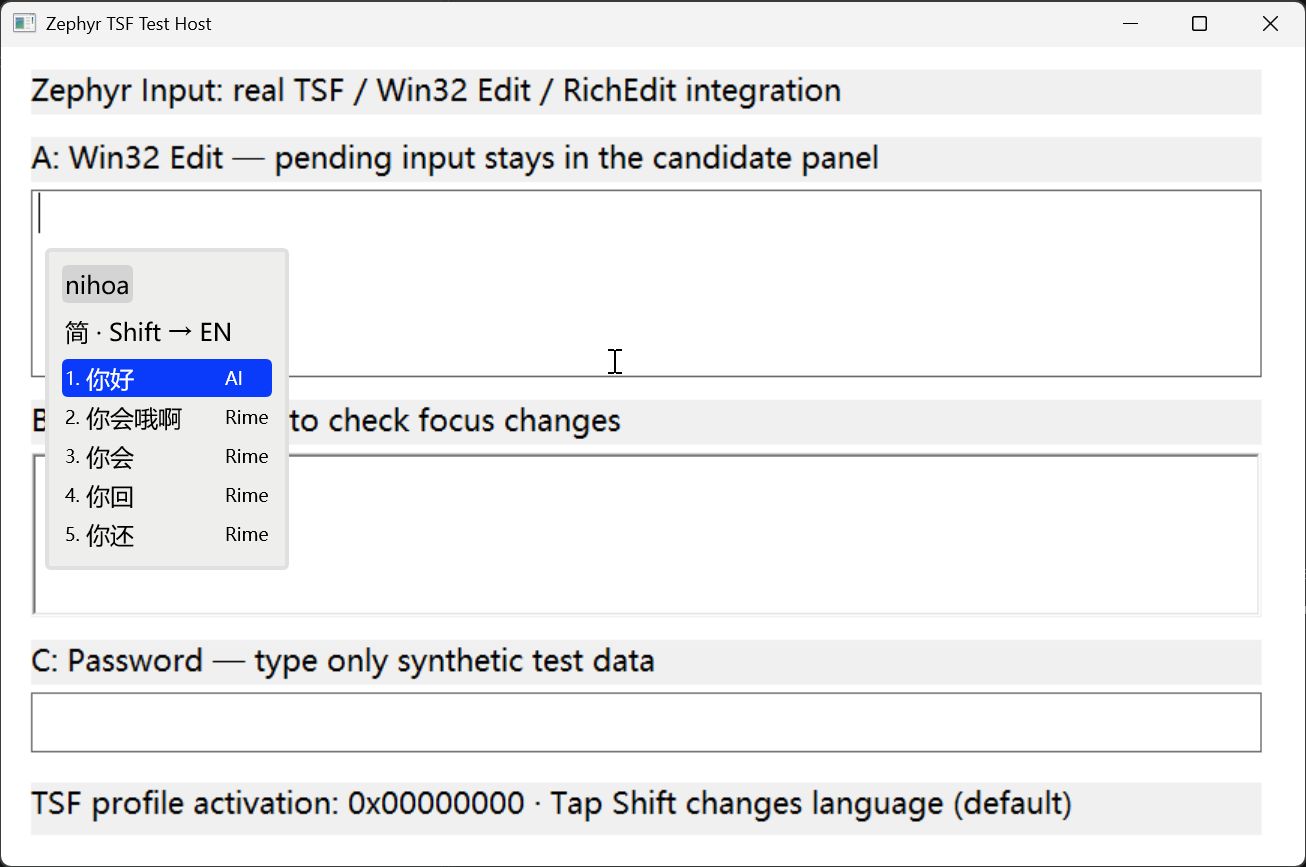 Zephyr TSF Test Host
Zephyr Input: real TSF / Win32 Edit / RichEdit integration
A: Win32 Edit — pending input stays in the candidate panel
nihoa
简 · Shift → EN
1. 你好 AI
2. 你会哦啊 Rime
3. 你会 Rime
4. 你回 Rime
5. 你还 Rime
to check focus changes
C: Password — type only synthetic test data
TSF profile activation: 0x00000000 · Tap Shift changes language (default)